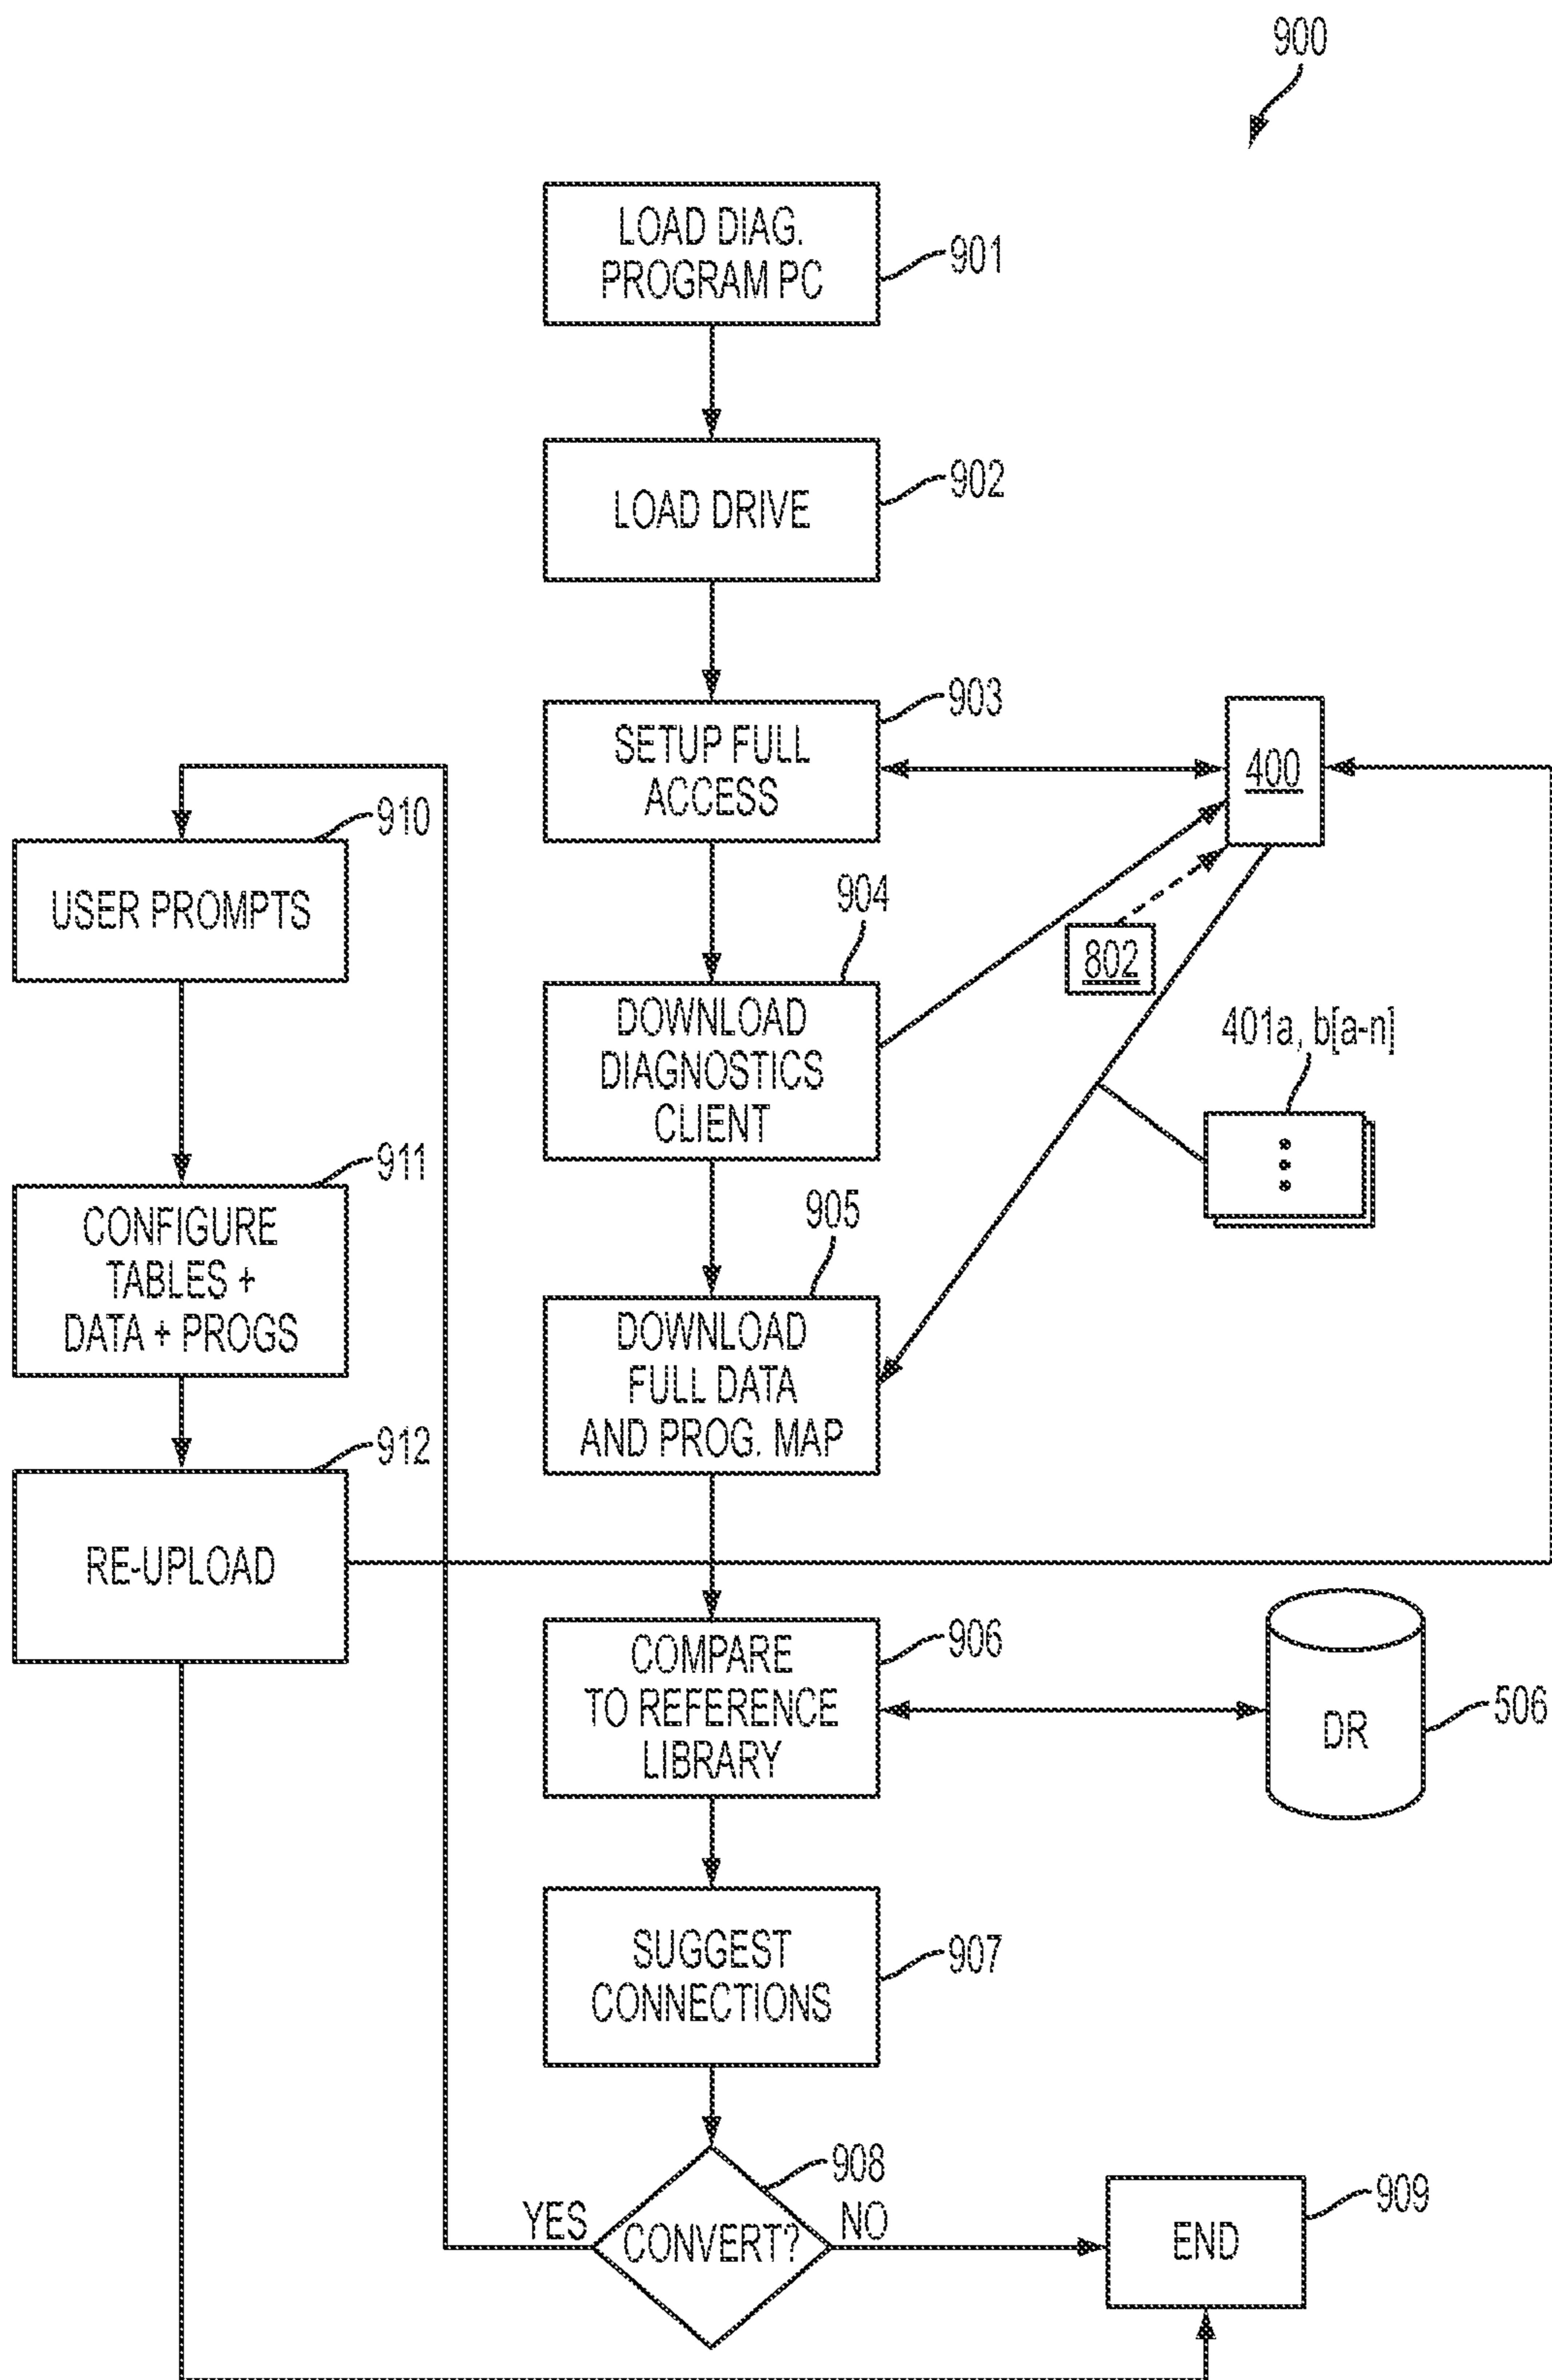 900
LOAD DIAG.
PROGRAM PC
901
LOAD DRIVE
902
SETUP FULL
ACCESS
903
400
USER PROMPTS
910
802
DOWNLOAD
DIAGNOSTICS
CLIENT
904
401a, b[a-n]
CONFIGURE
TABLES +
DATA + PROGS
911
DOWNLOAD
FULL DATA
AND PROG. MAP
905
RE-UPLOAD
912
COMPARE
TO REFERENCE
LIBRARY
906
DR
506
SUGGEST
CONNECTIONS
907
CONVERT?
908
YES
NO
END
909